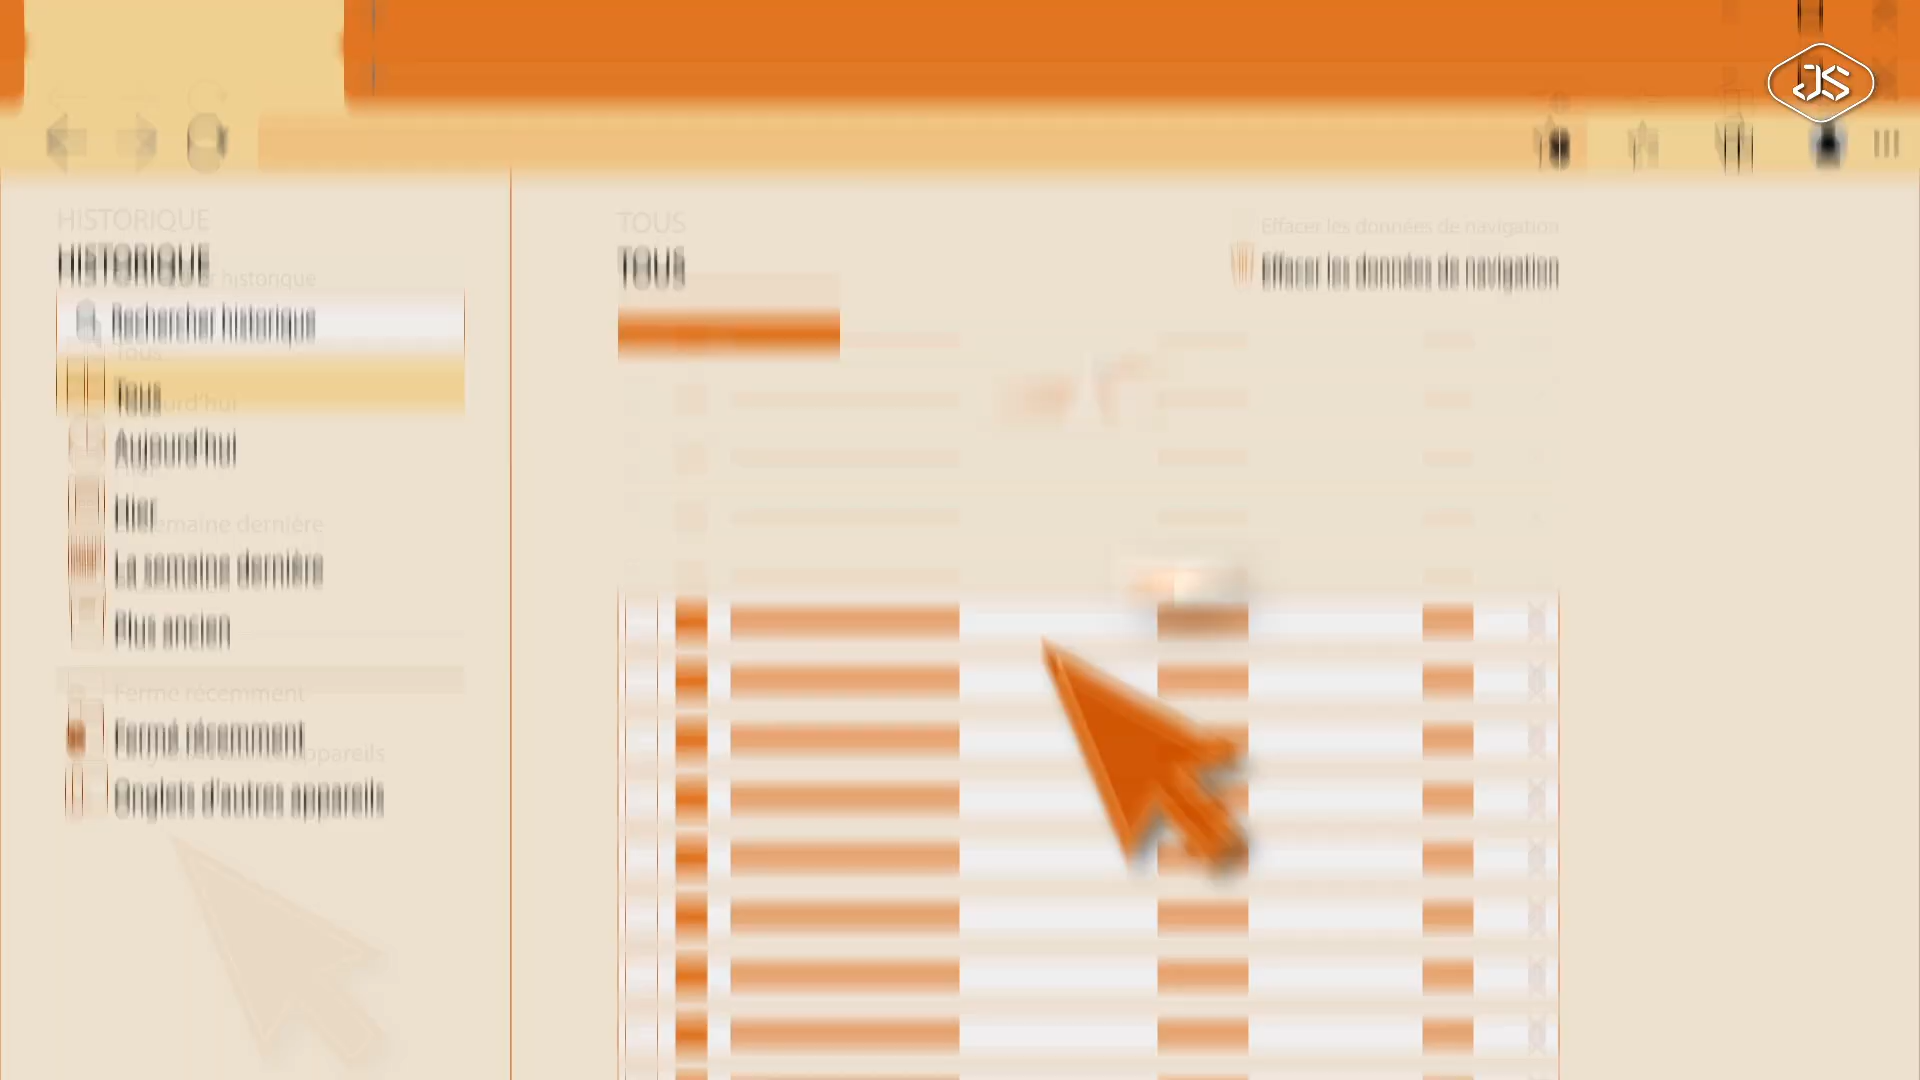 JS
HISTORIQUE
Rechercher historique
Tous
Aujourd'hui
Hier
La semaine dernière
Plus ancien
Fermé récemment
Onglets d'autres appareils
TOUS
Effacer les données de navigation